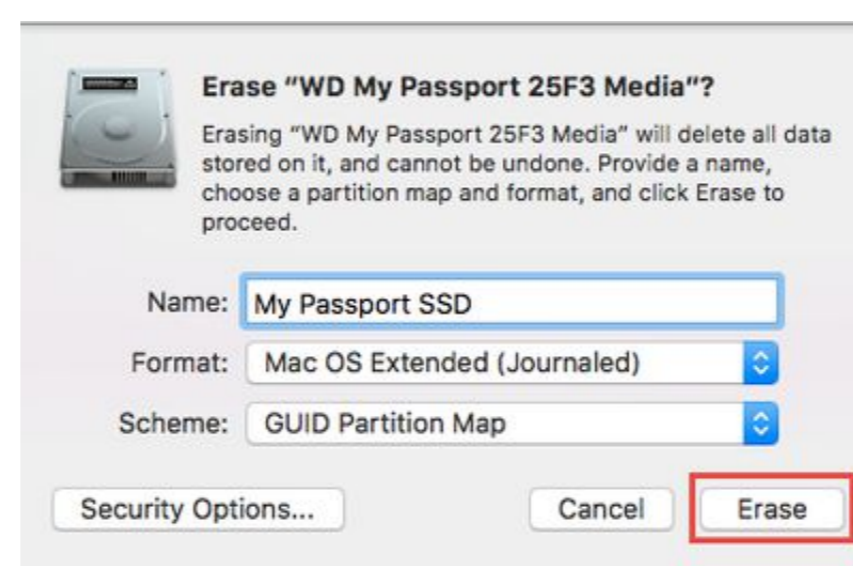 Erase “WD My Passport 25F3 Media”?
Erasing “WD My Passport 25F3 Media” will delete all data
stored on it, and cannot be undone. Provide a name,
choose a partition map and format, and click Erase to
proceed.
Name: My Passport SSD
Format: Mac OS Extended (Journaled)
Scheme: GUID Partition Map
Security Options... Cancel Erase